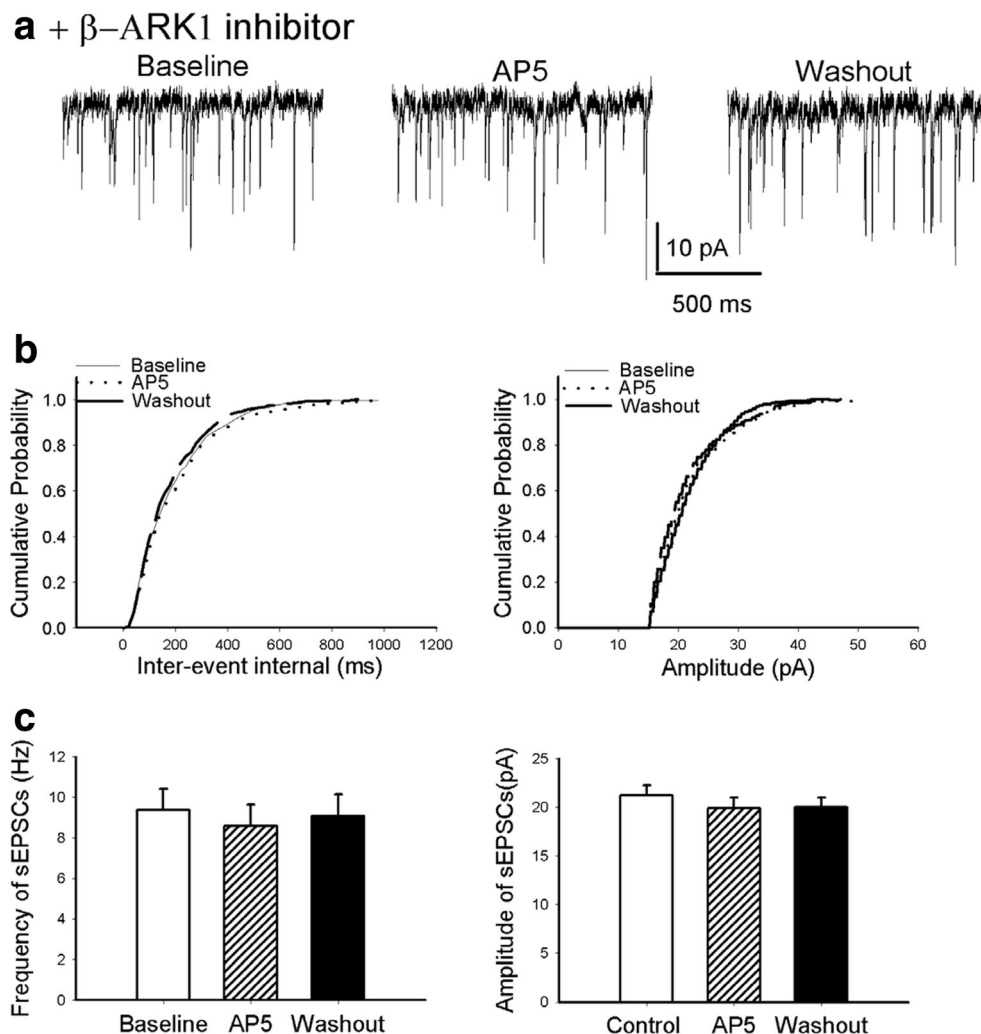 a + β–ARK1 inhibitor
Baseline
AP5
Washout
10 pA
500 ms
b
Baseline
AP5
Washout
Cumulative Probability
1.0
0.8
0.6
0.4
0.2
0.0
0 200 400 600 800 1000 1200
Inter-event internal (ms)
Baseline
AP5
Washout
Cumulative Probability
1.0
0.8
0.6
0.4
0.2
0.0
0 10 20 30 40 50 60
Amplitude (pA)
c
Frequency of sEPSCs (Hz)
12
10
8
6
4
2
0
Baseline AP5 Washout
Amplitude of sEPSCs(pA)
25
20
15
10
5
0
Control AP5 Washout